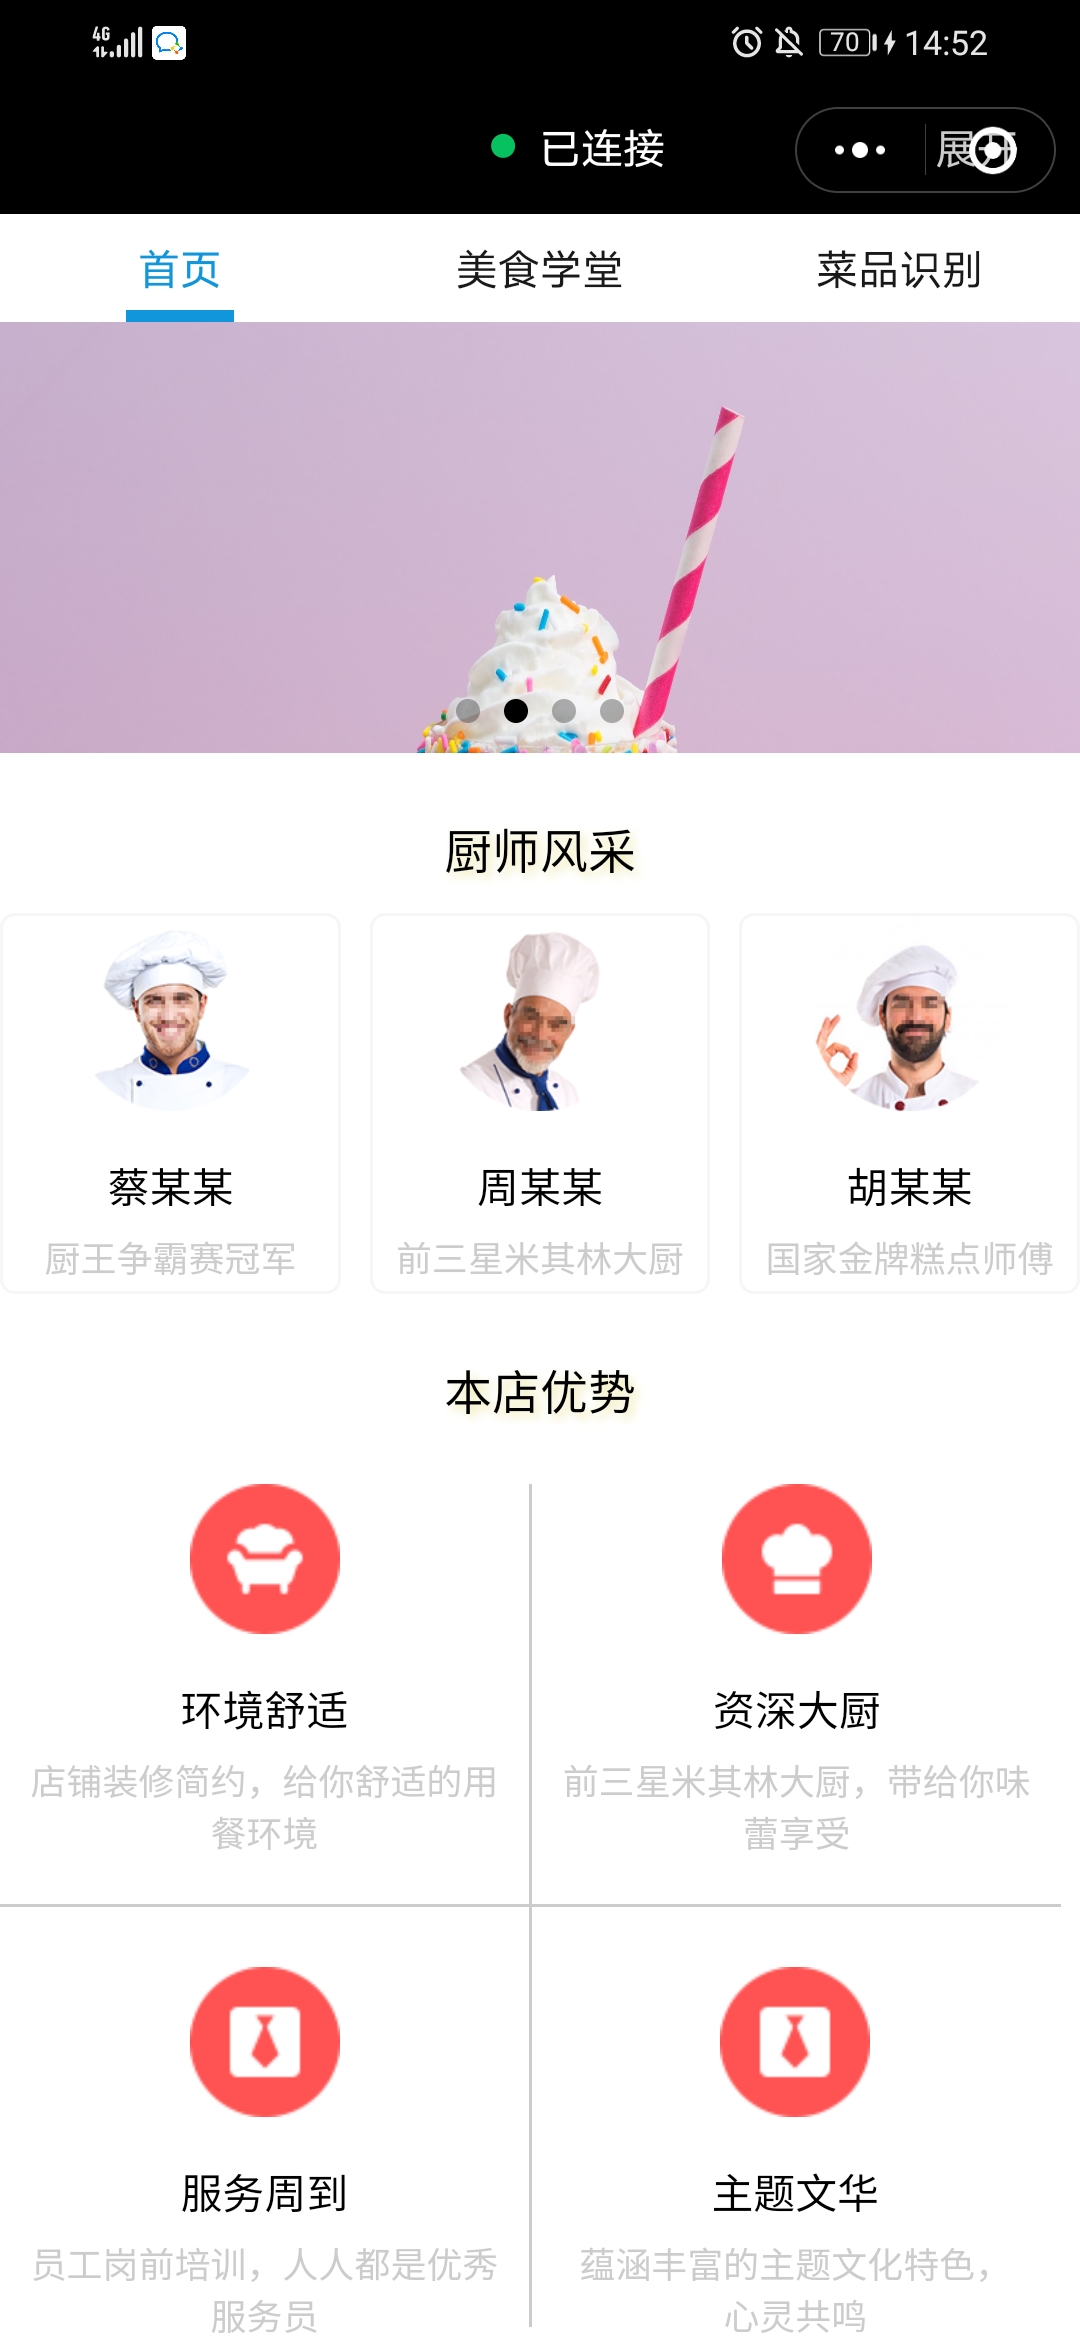 4G
70
14:52
已连接
展开
首页
美食学堂
菜品识别
厨师风采
蔡某某
周某某
胡某某
厨王争霸赛冠军
前三星米其林大厨
国家金牌糕点师傅
本店优势
环境舒适
资深大厨
店铺装修简约，给你舒适的用
餐环境
前三星米其林大厨，带给你味
蕾享受
服务周到
主题文华
员工岗前培训，人人都是优秀
服务员
蕴涵丰富的主题文化特色，
心灵共鸣